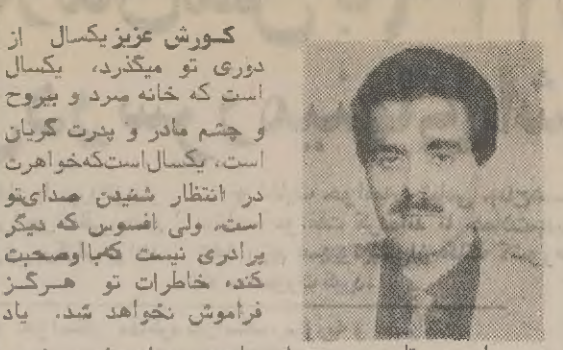 کـورش عزیز یکسال از
دوری تو میگذرد، یکسال
است که خانه سرد و بیروح
و چشم مادر و پدرت گریان
است، یکسال‌است‌که‌خواهرت
در انتظار شنیدن صدای‌تو
است، ولی افسوس که دیگر
برادری نیست که‌با‌او‌صحبت
کند، خاطرات تو هـرگـز
فراموش نخواهد شد. یاد